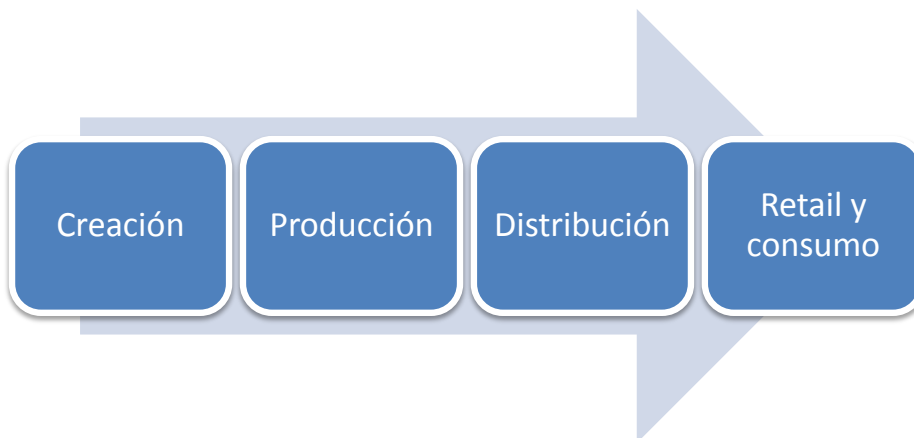 Creación
Producción
Distribución
Retail y
consumo